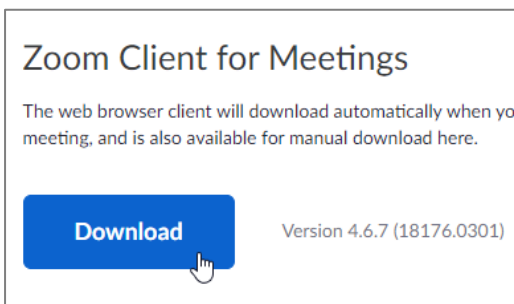 Zoom Client for Meetings
The web browser client will download automatically when yo
meeting, and is also available for manual download here.
Download
Version 4.6.7 (18176.0301)